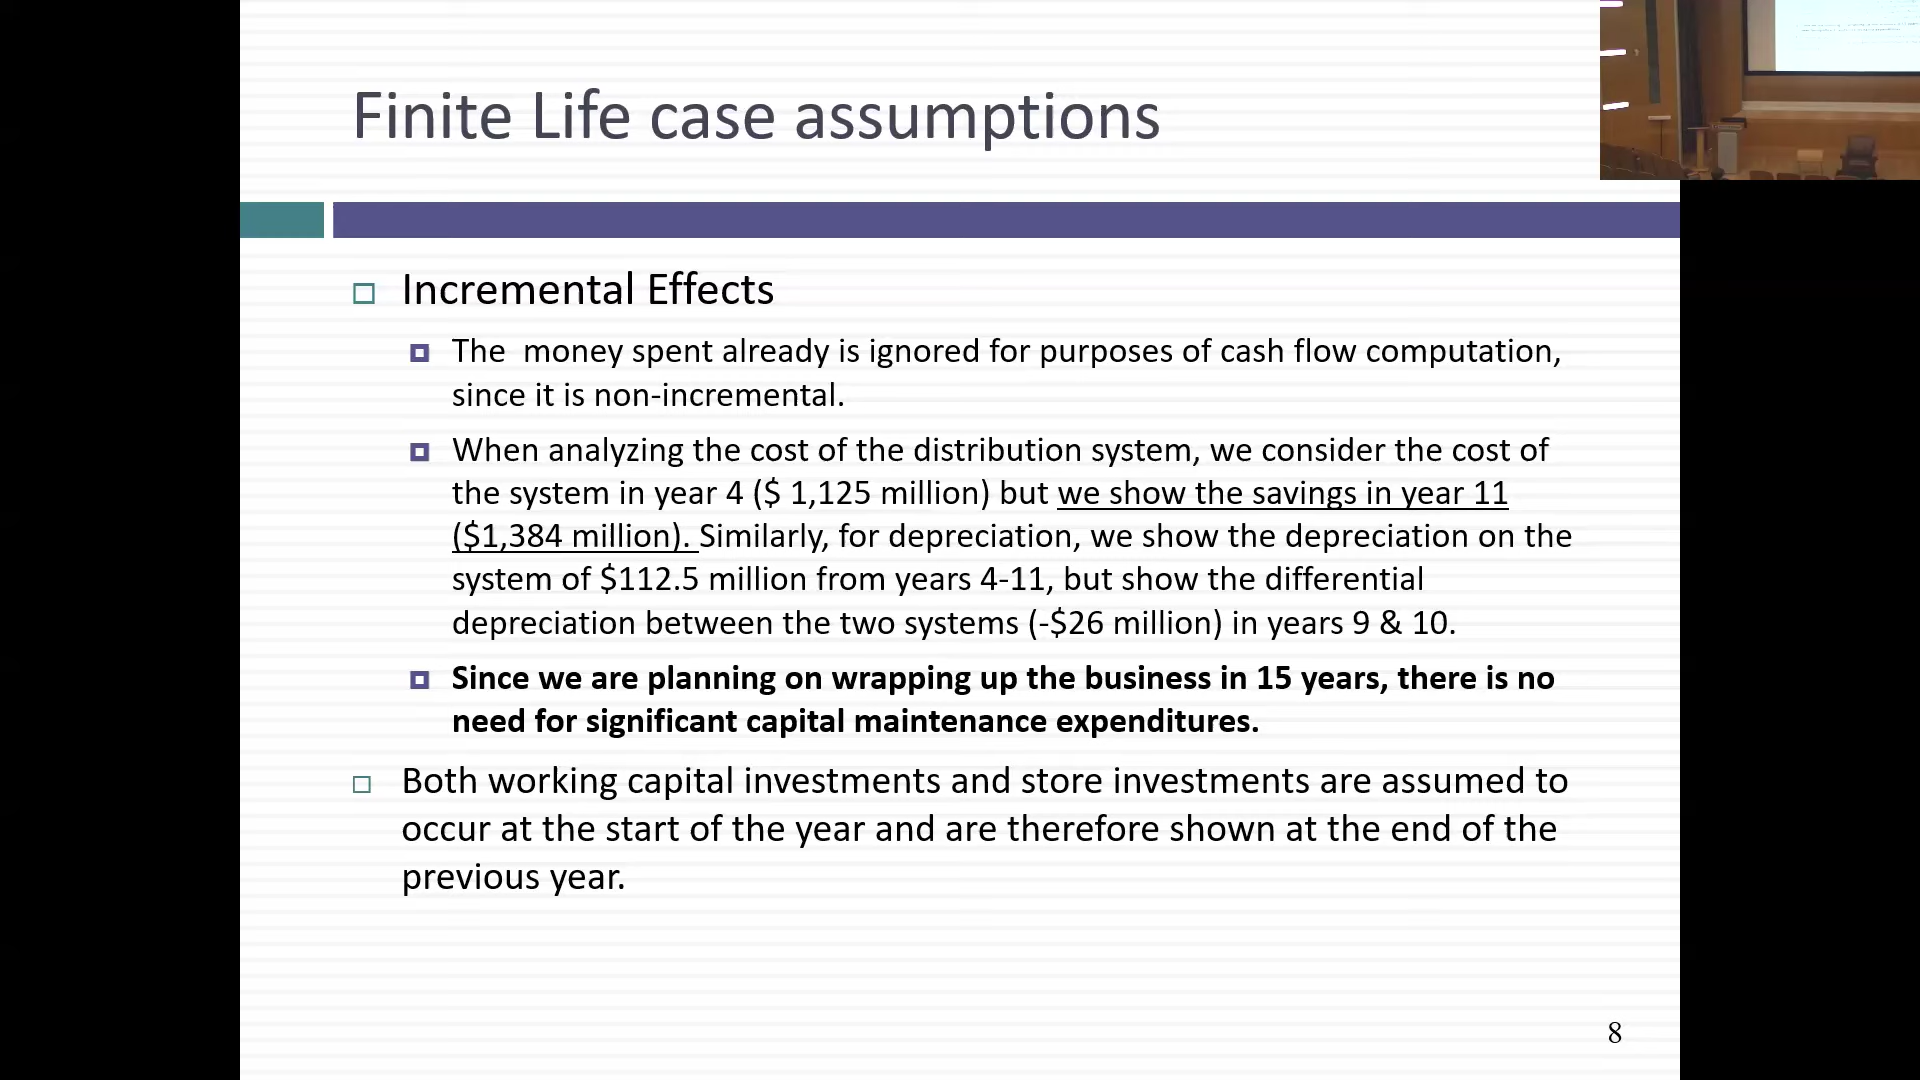 Finite Life case assumptions
Incremental Effects
The money spent already is ignored for purposes of cash flow computation,
since it is non-incremental.
When analyzing the cost of the distribution system, we consider the cost of
the system in year 4 ($ 1,125 million) but we show the savings in year 11
($1,384 million). Similarly, for depreciation, we show the depreciation on the
system of $112.5 million from years 4-11, but show the differential
depreciation between the two systems (-$26 million) in years 9 & 10.
Since we are planning on wrapping up the business in 15 years, there is no
need for significant capital maintenance expenditures.
Both working capital investments and store investments are assumed to
occur at the start of the year and are therefore shown at the end of the
previous year.
8